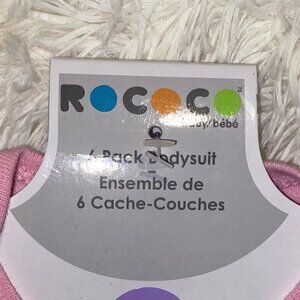 ROCOCO
baby/bébé
6 Pack Bodysuit
Ensemble de
6 Cache-Couches